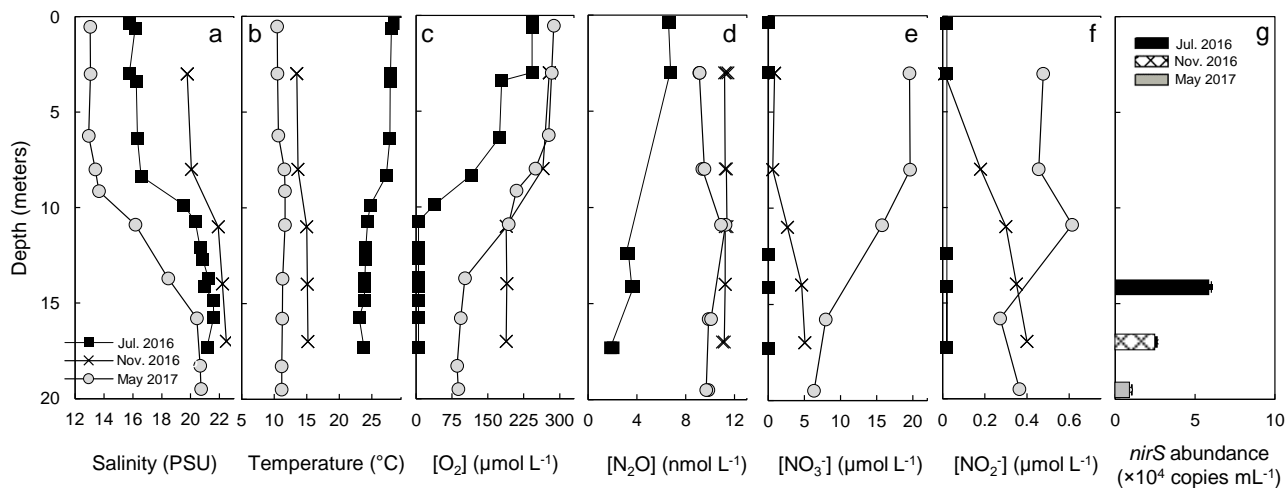 a b c d e f g
Jul. 2016
Nov. 2016
May 2017
Jul. 2016
Nov. 2016
May 2017
Depth (meters)
0
5
10
15
20
12 14 16 18 20 22 5 10 15 20 25 0 75 150 225 300 0 4 8 12 0 5 10 15 20 0 0.2 0.4 0.6 0 5 10
Salinity (PSU) Temperature (°C) [O₂] (μmol L⁻¹) [N₂O] (nmol L⁻¹) [NO₃⁻] (μmol L⁻¹) [NO₂⁻] (μmol L⁻¹) nirS abundance
(×10⁴ copies mL⁻¹)